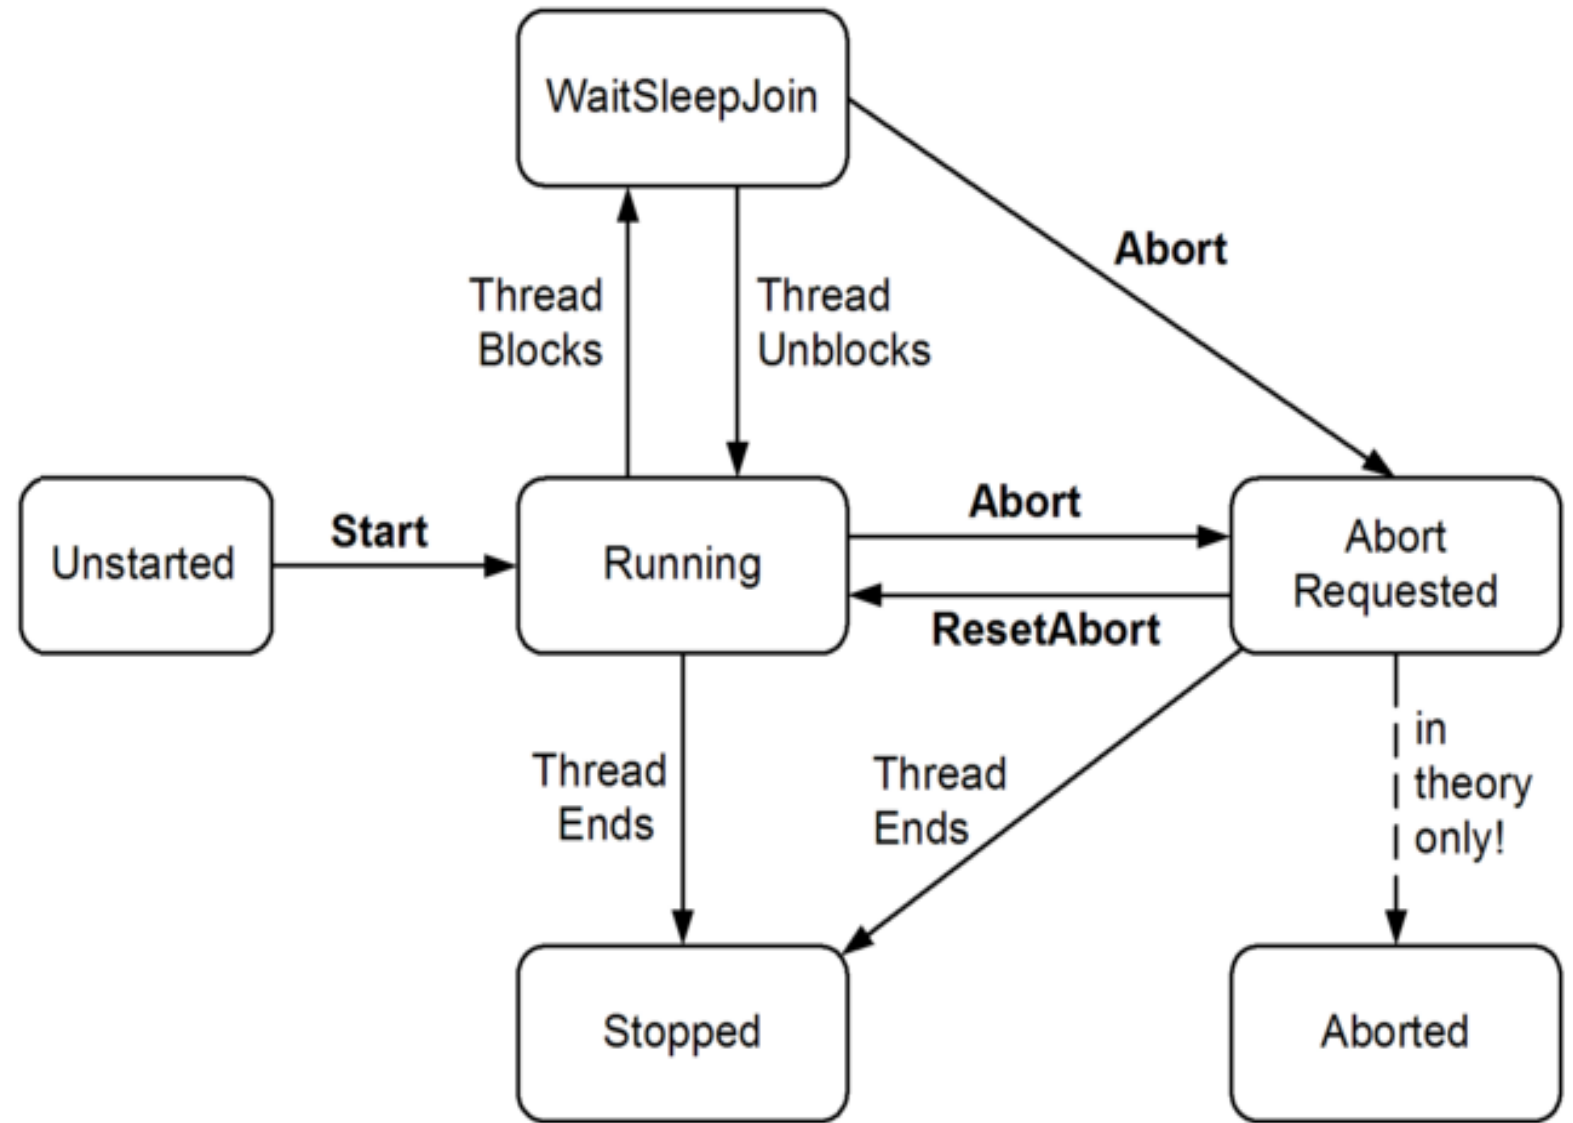 WaitSleepJoin
Abort
Thread
Blocks
Thread
Unblocks
Unstarted
Start
Running
Abort
ResetAbort
Abort
Requested
Thread
Ends
Thread
Ends
in
theory
only!
Stopped
Aborted